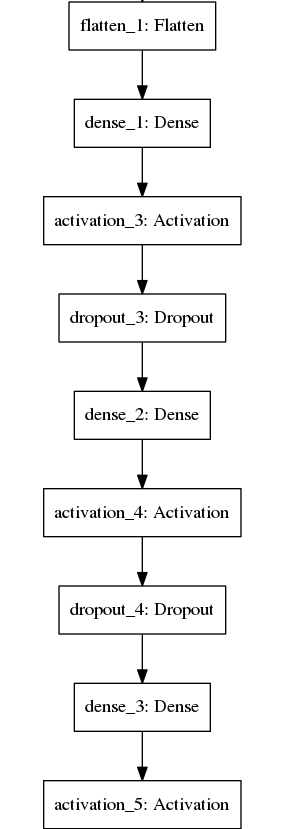 flatten_1: Flatten
dense_1: Dense
activation_3: Activation
dropout_3: Dropout
dense_2: Dense
activation_4: Activation
dropout_4: Dropout
dense_3: Dense
activation_5: Activation